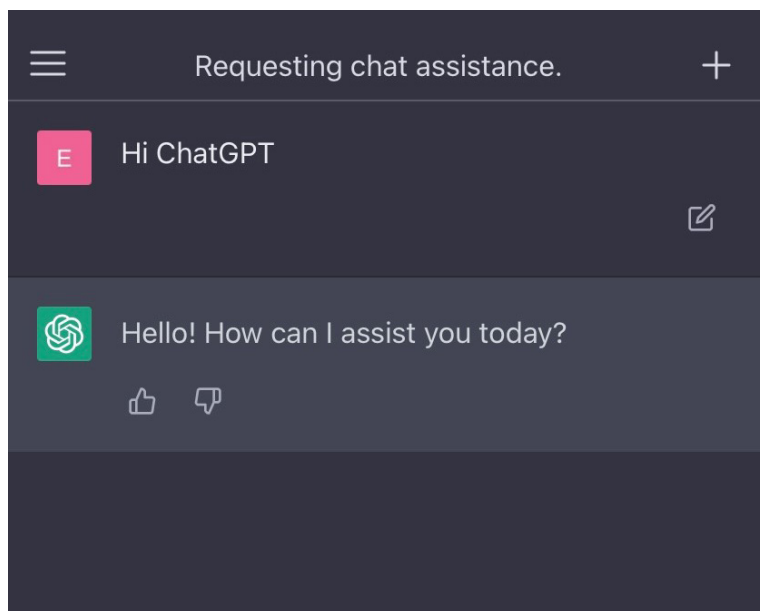 Requesting chat assistance.
E
Hi ChatGPT
Hello! How can I assist you today?